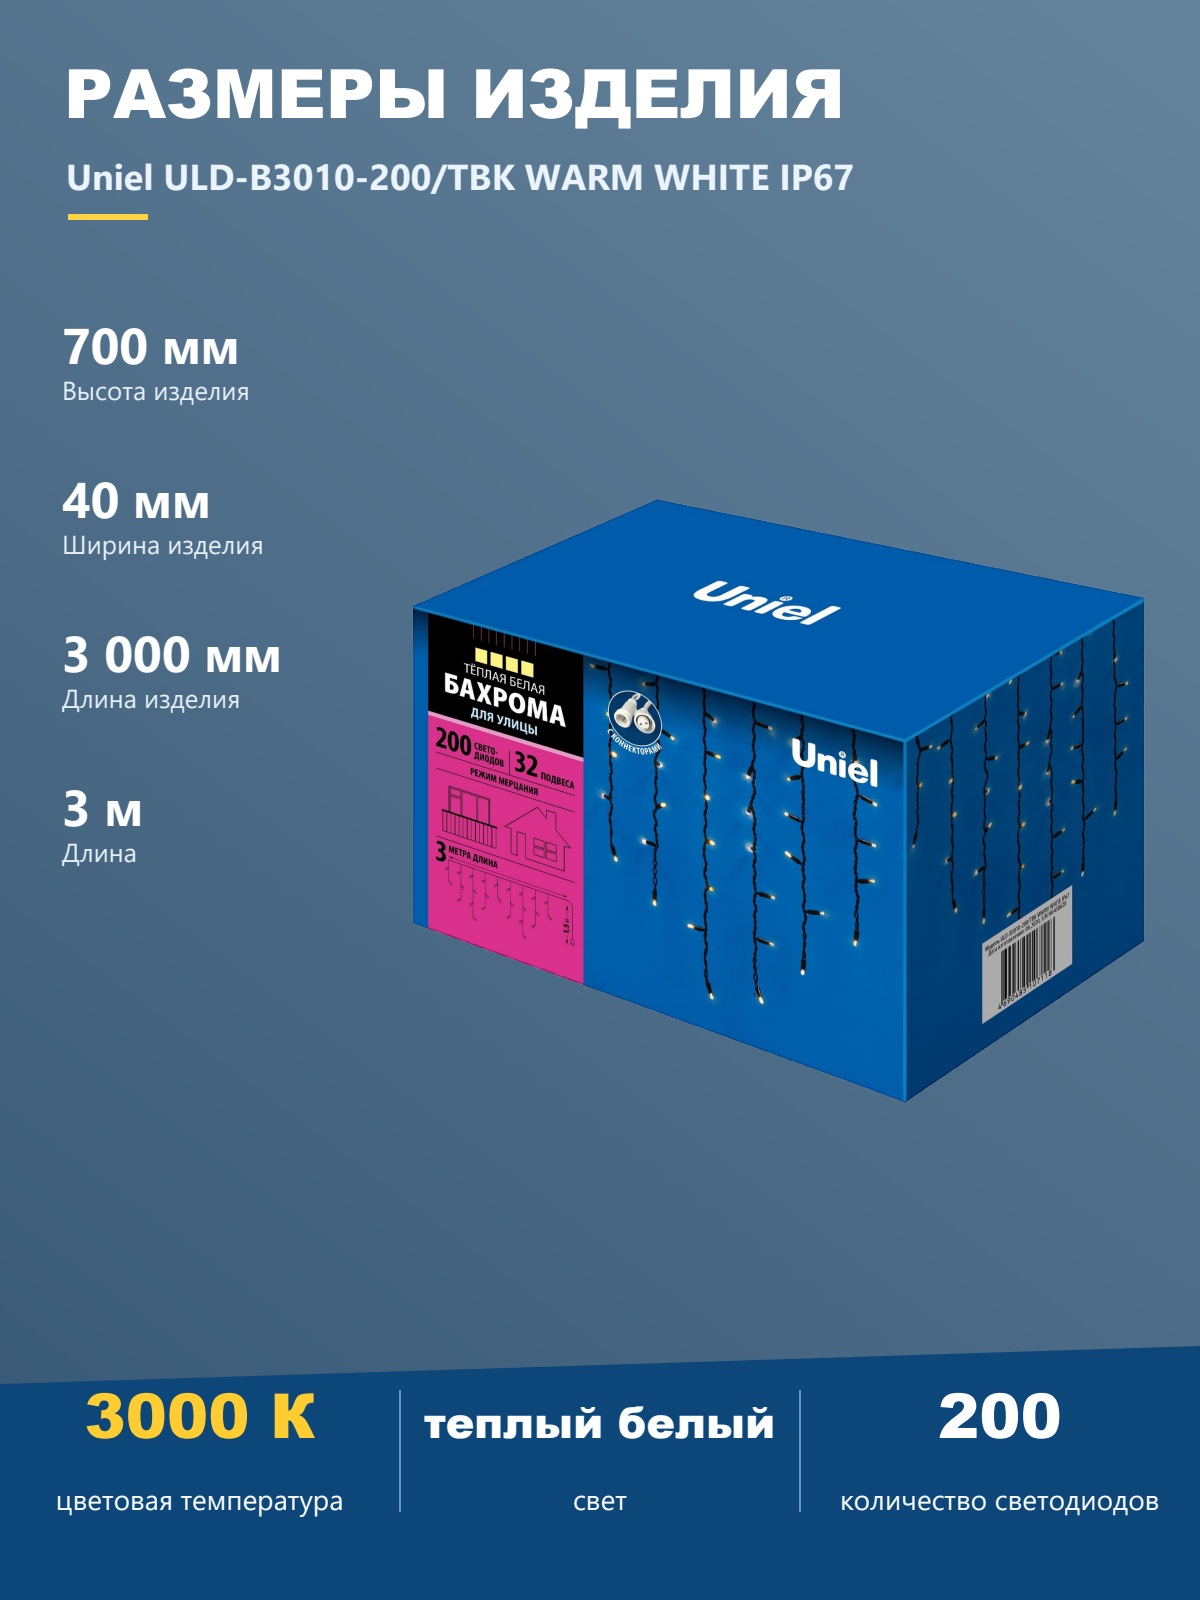 РАЗМЕРЫ ИЗДЕЛИЯ
Uniel ULD-B3010-200/TBK WARM WHITE IP67
700 мм
Высота изделия
40 мм
Ширина изделия
3 000 мм
Длина изделия
3 м
Длина
Uniel
ТЁПЛАЯ БЕЛАЯ
БАХРОМА
ДЛЯ УЛИЦЫ
200 СВЕТО-
ДИОДОВ
32 ПОДВЕСА
РЕЖИМ МЕРЦАНИЯ
3 МЕТРА ДЛИНА
С КОННЕКТОРАМИ
Uniel
3000 К
цветовая температура
теплый белый
свет
200
количество светодиодов